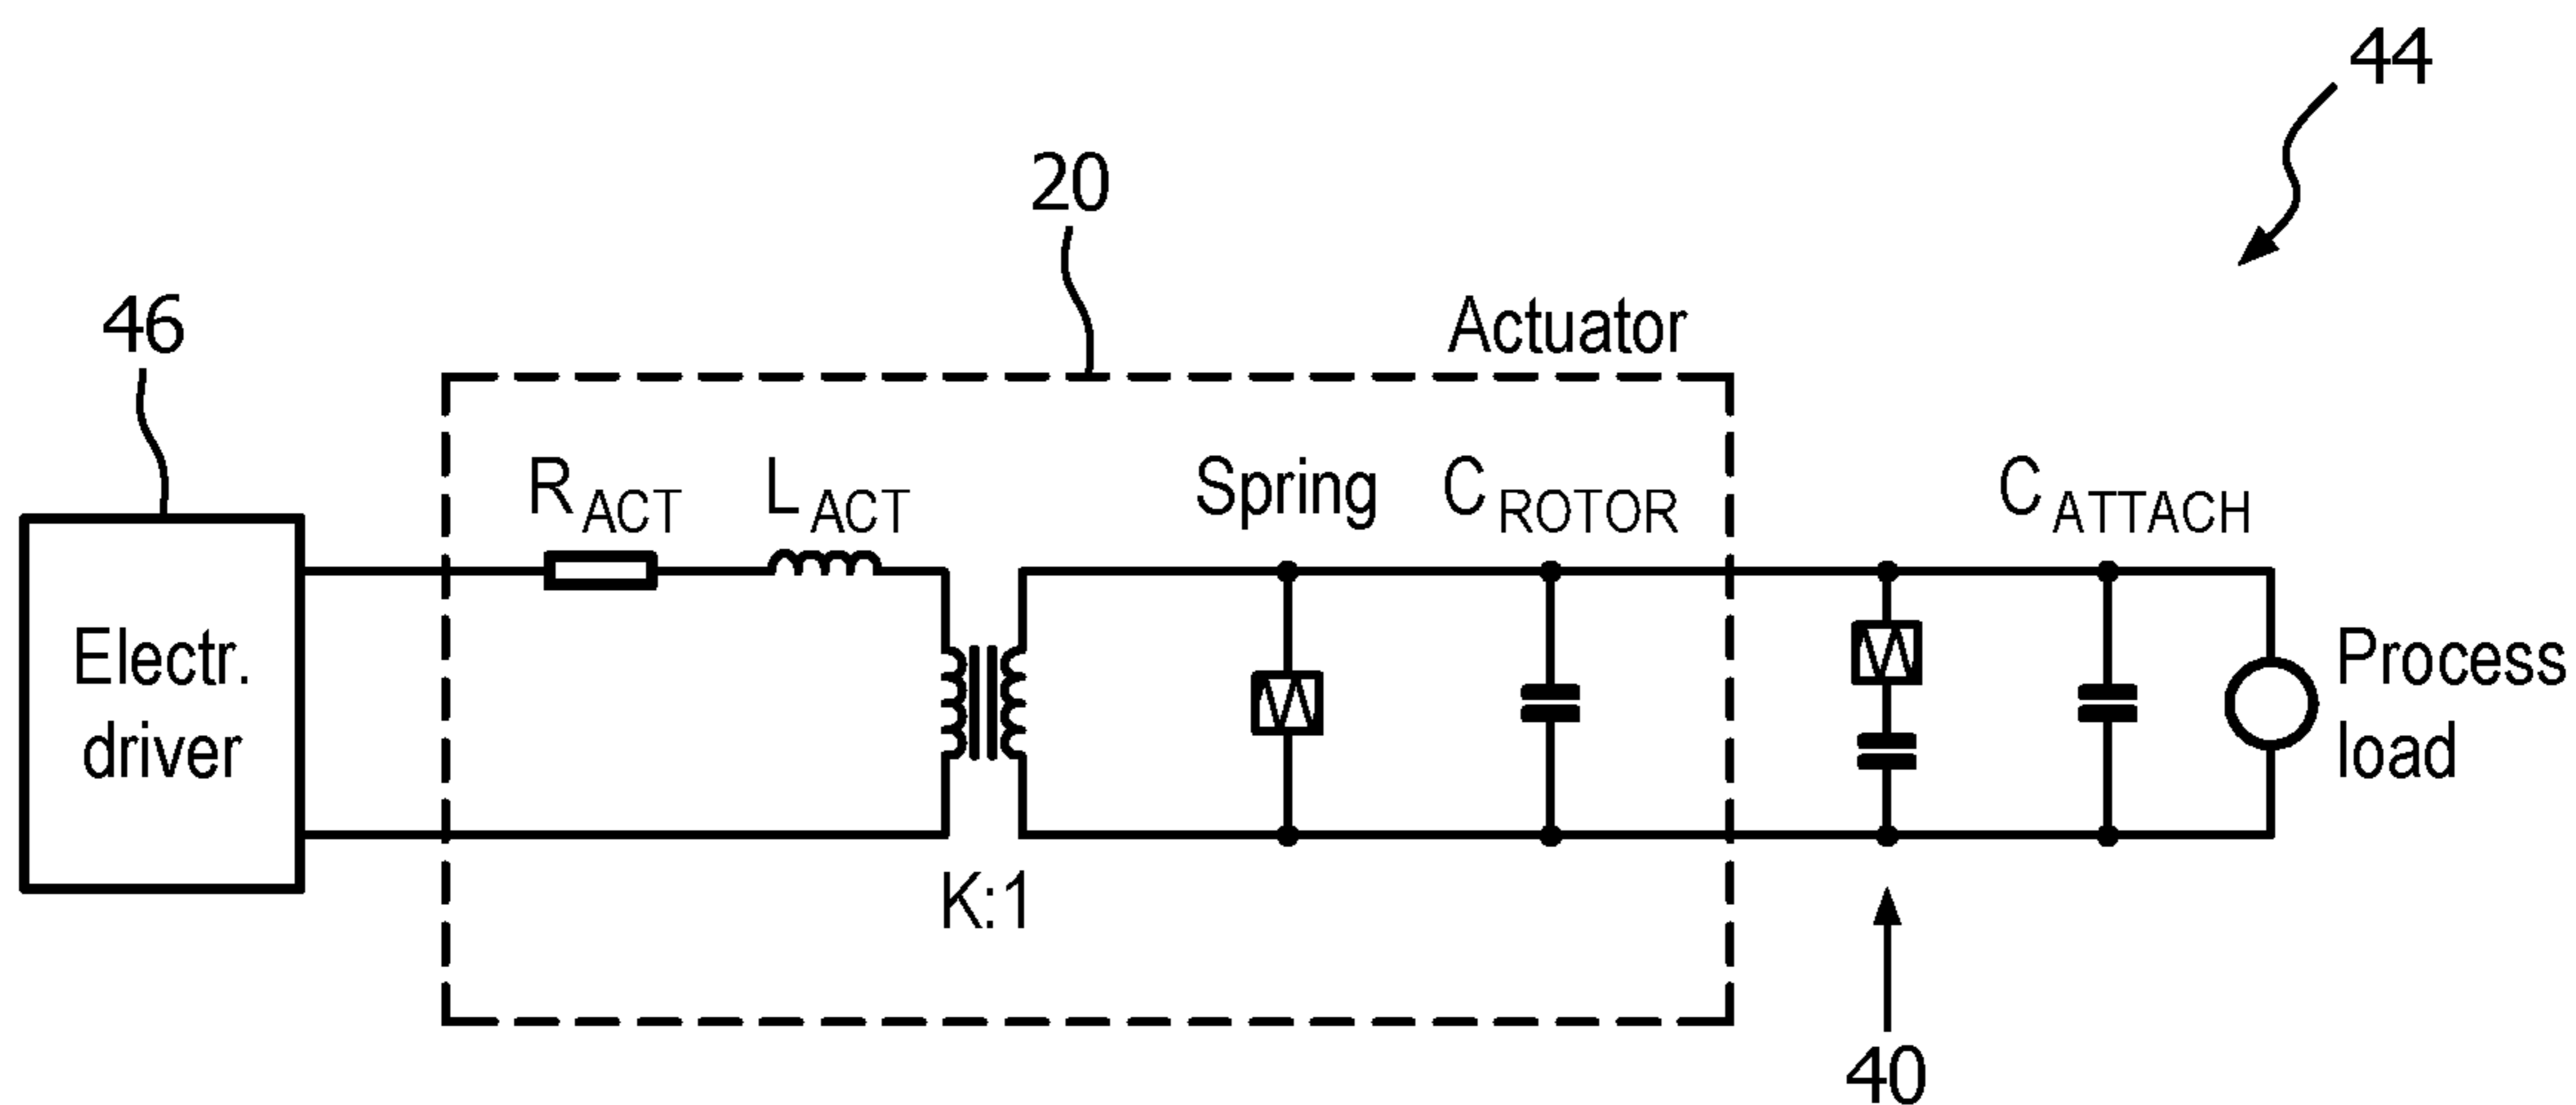 44
20
46
Actuator
R ACT
L ACT
Spring
C ROTOR
C ATTACH
Electr.
driver
Process
load
K:1
40